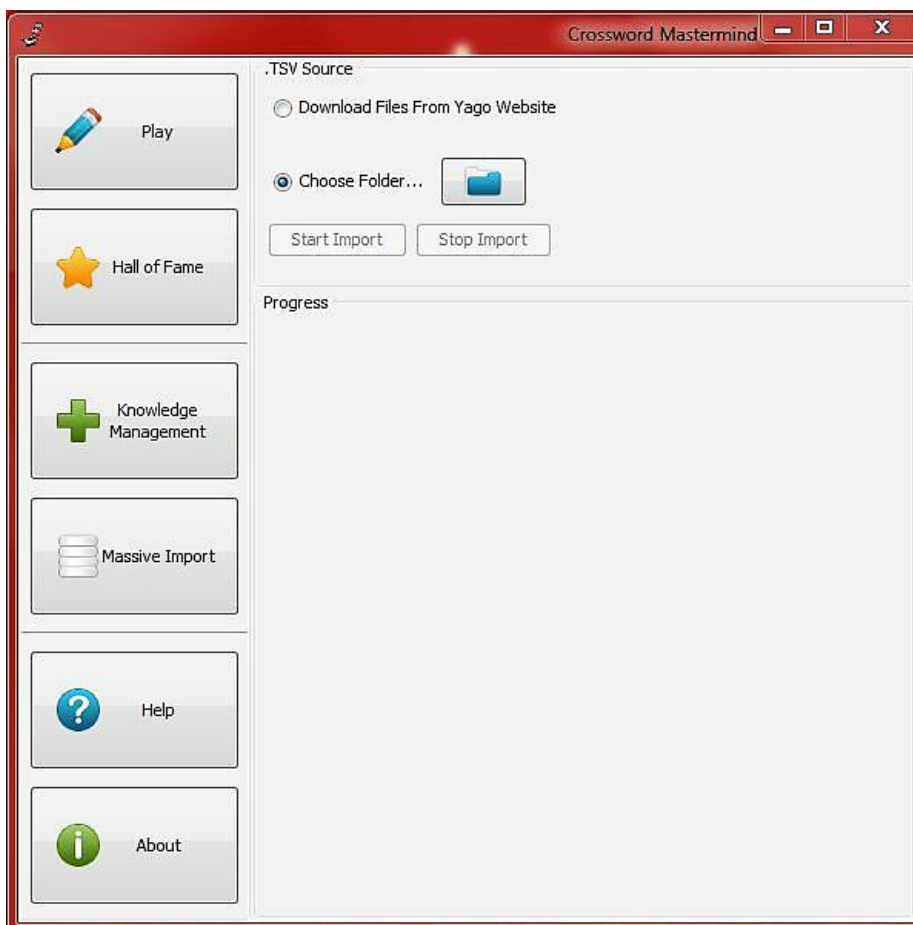 Crossword Mastermind
Play
Hall of Fame
Knowledge
Management
Massive Import
Help
About
.TSV Source
Download Files From Yago Website
Choose Folder...
Start Import
Stop Import
Progress